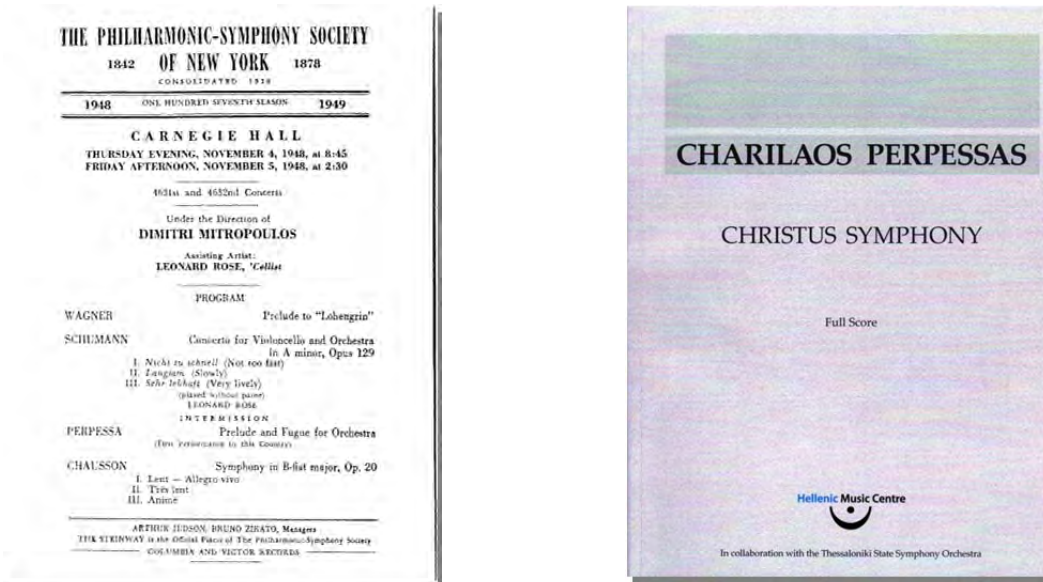 THE PHILHARMONIC-SYMPHONY SOCIETY
1842 OF NEW YORK 1878
CONSOLIDATED 1928
1948 ONE HUNDRED SEVENTH SEASON 1949
CARNEGIE HALL
THURSDAY EVENING, NOVEMBER 4, 1948, at 8:45
FRIDAY AFTERNOON, NOVEMBER 5, 1948, at 2:30
and 4632nd Concerts
Under the Direction of
DIMITRI MITROPOULOS
Assisting Artist:
LEONARD ROSE, 'Cellist
PROGRAM
WAGNER Prelude to "Lohengrin"
SCHUMANN Concerto for Violoncello and Orchestra
in A minor, Opus 129
I. Nicht zu schnell (Not too fast)
II. Langsam (Slowly)
III. Sehr lebhaft (Very lively)
(played without pause)
LEONARD ROSE
INTERMISSION
PERPESSA Prelude and Fugue for Orchestra
(First Performance in this Country)
CHAUSSON Symphony in B-flat major, Op. 20
I. Lent — Allegro vivo
II. Très lent
III. Animé
ARTHUR JUDSON, BRUNO ZIRATO, Managers
THE STEINWAY is the Official Piano of The Philharmonic-Symphony Society
COLUMBIA AND VICTOR RECORDS
CHARILAOS PERPESSAS
CHRISTUS SYMPHONY
Full Score
Hellenic Music Centre
In collaboration with the Thessaloniki State Symphony Orchestra